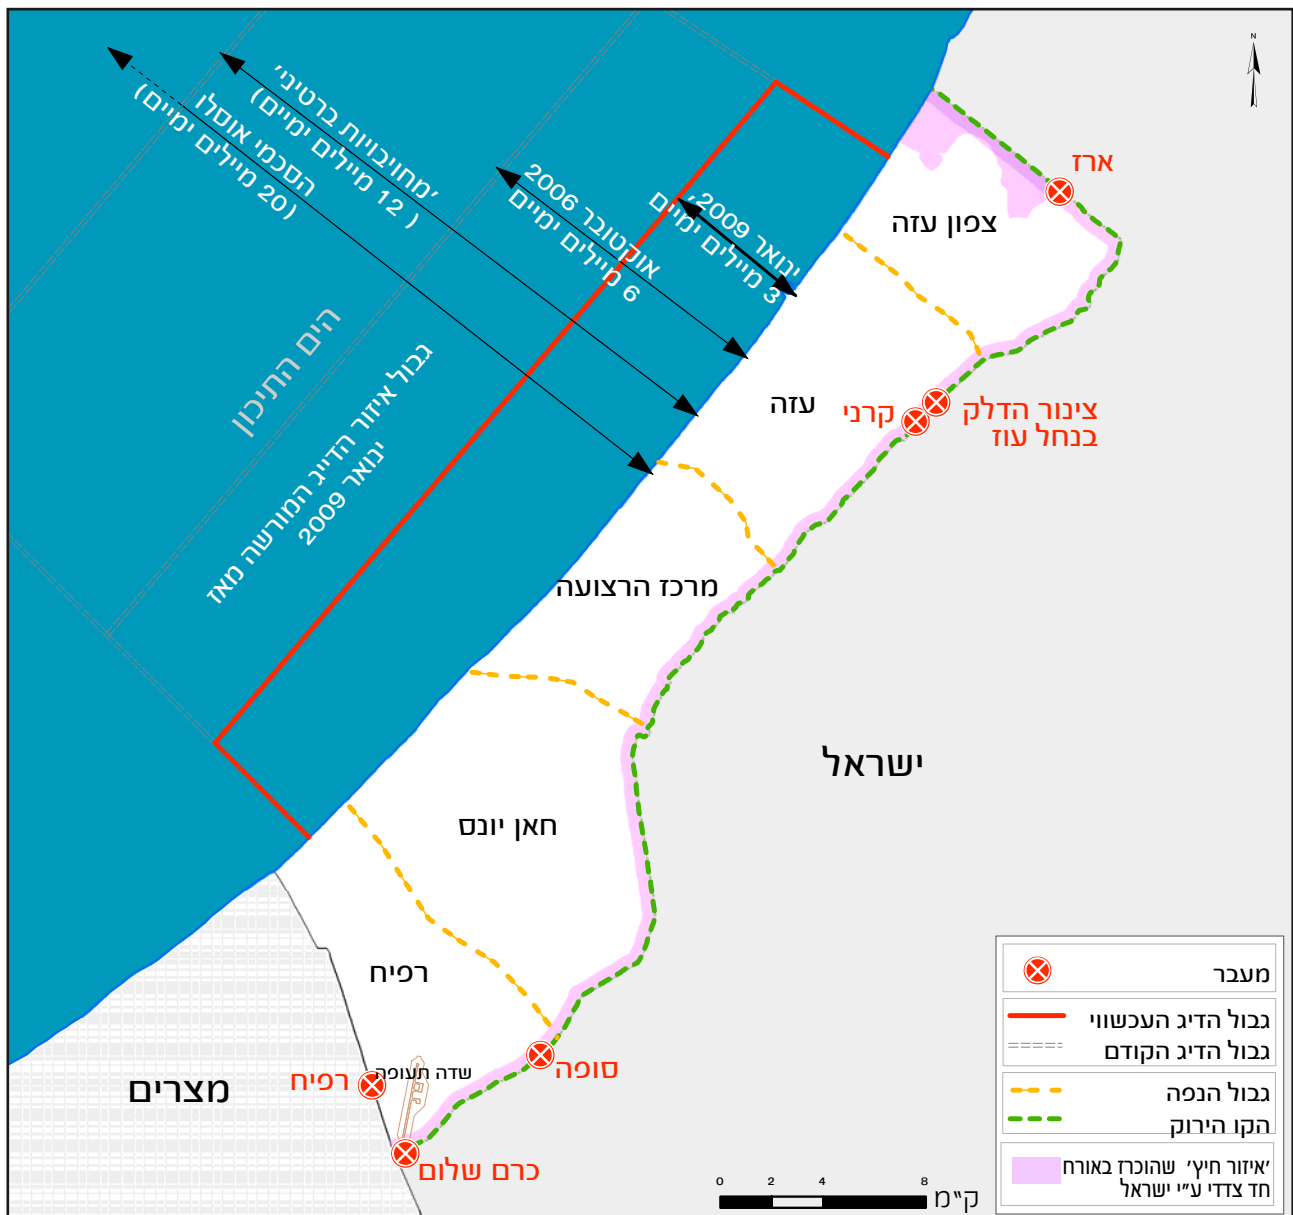 N
'מחויבויות ברטיני'
( 12 מיילים ימיים)
הסכמי אוסלו
(20 מיילים ימיים)
אוקטובר 2006
6 מיילים ימיים
ינואר 2009,
3 מיילים ימיים
הים התיכון
גבול איזור הדייג המורשה מאז
ינואר 2009
ארז
צפון עזה
עזה
קרני
צינור הדלק
בנחל עוז
מרכז הרצועה
ישראל
חאן יונס
רפיח
סופה
שדה תעופה
רפיח
מצרים
כרם שלום
מעבר
גבול הדיג העכשווי
גבול הדיג הקודם
גבול הנפה
הקו הירוק
'איזור חיץ' שהוכרז באורח
חד צדדי ע"י ישראל
0 2 4 8
ק"מ